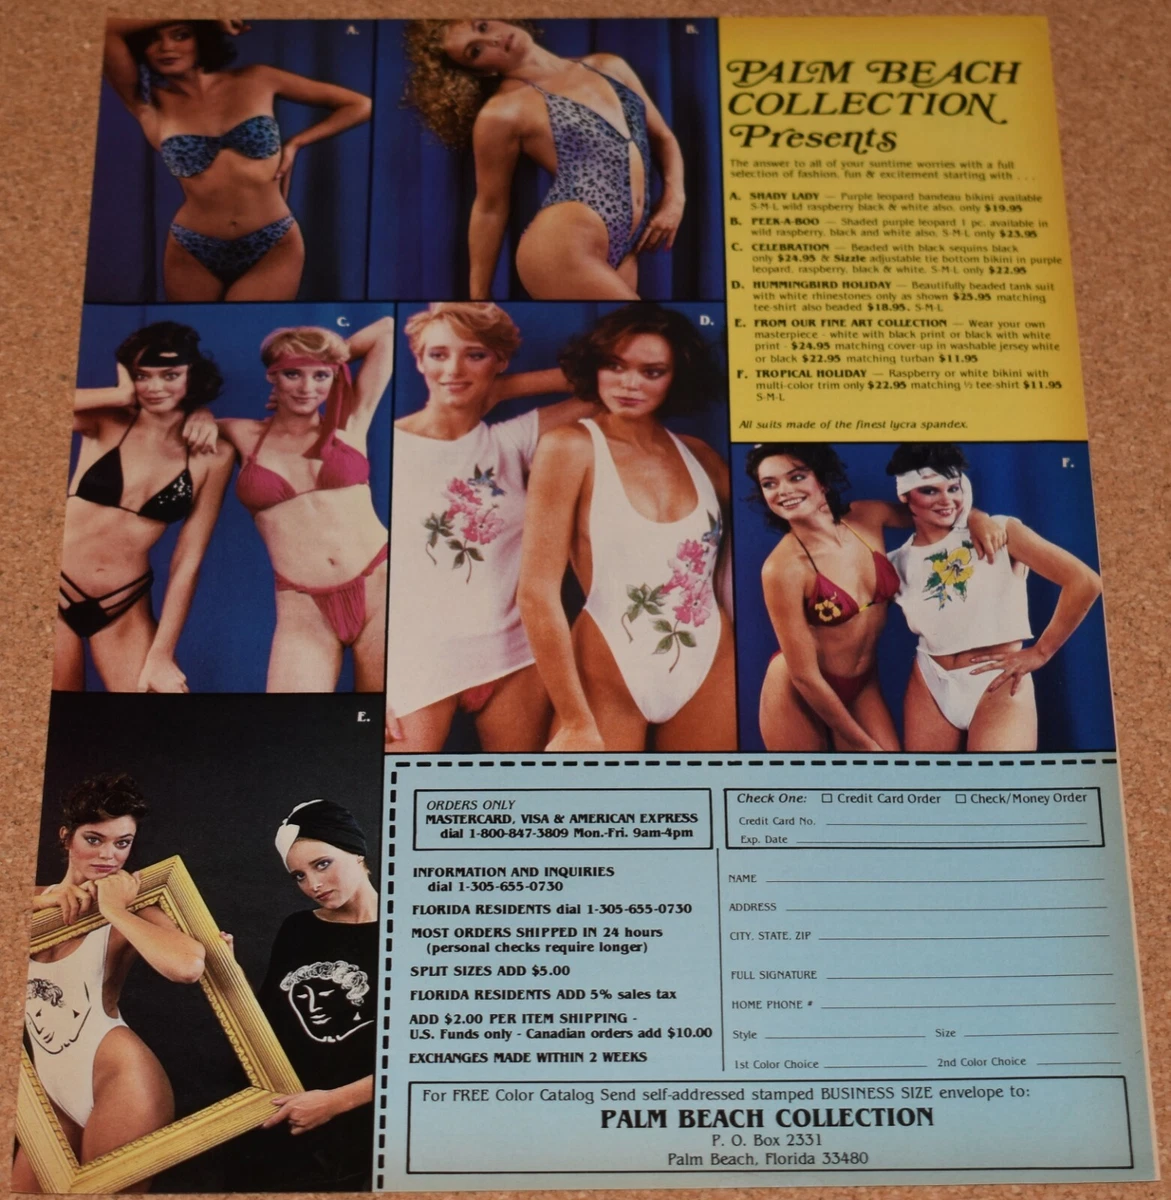 A.
B.
PALM BEACH
COLLECTION
Presents
The answer to all of your suntime worries with a full
selection of fashion, fun & excitement starting with . . .
A. SHADY LADY — Purple leopard bandeau bikini available
S-M-L wild raspberry black & white also, only $19.95
B. PEEK-A-BOO — Shaded purple leopard 1 pc. available in
wild raspberry, black and white also, S-M-L only $23.95
C. CELEBRATION — Beaded with black sequins black
only $24.95 & Sizzle adjustable tie bottom bikini in purple
leopard, raspberry, black & white, S-M-L only $22.95
D. HUMMINGBIRD HOLIDAY — Beautifully beaded tank suit
with white rhinestones only as shown $25.95 matching
tee-shirt also beaded $18.95. S-M-L
E. FROM OUR FINE ART COLLECTION — Wear your own
masterpiece - white with black print or black with white
print - $24.95 matching cover-up in washable jersey white
or black $22.95 matching turban $11.95
F. TROPICAL HOLIDAY — Raspberry or white bikini with
multi-color trim only $22.95 matching ½ tee-shirt $11.95
S-M-L
All suits made of the finest lycra spandex.
C.
D.
F.
E.
ORDERS ONLY
MASTERCARD, VISA & AMERICAN EXPRESS
dial 1-800-847-3809 Mon.-Fri. 9am-4pm
INFORMATION AND INQUIRIES
dial 1-305-655-0730
FLORIDA RESIDENTS dial 1-305-655-0730
MOST ORDERS SHIPPED IN 24 hours
(personal checks require longer)
SPLIT SIZES ADD $5.00
FLORIDA RESIDENTS ADD 5% sales tax
ADD $2.00 PER ITEM SHIPPING -
U.S. Funds only - Canadian orders add $10.00
EXCHANGES MADE WITHIN 2 WEEKS
Check One: ☐ Credit Card Order ☐ Check/Money Order
Credit Card No.
Exp. Date
NAME
ADDRESS
CITY, STATE, ZIP
FULL SIGNATURE
HOME PHONE #
Style Size
1st Color Choice 2nd Color Choice
For FREE Color Catalog Send self-addressed stamped BUSINESS SIZE envelope to:
PALM BEACH COLLECTION
P. O. Box 2331
Palm Beach, Florida 33480